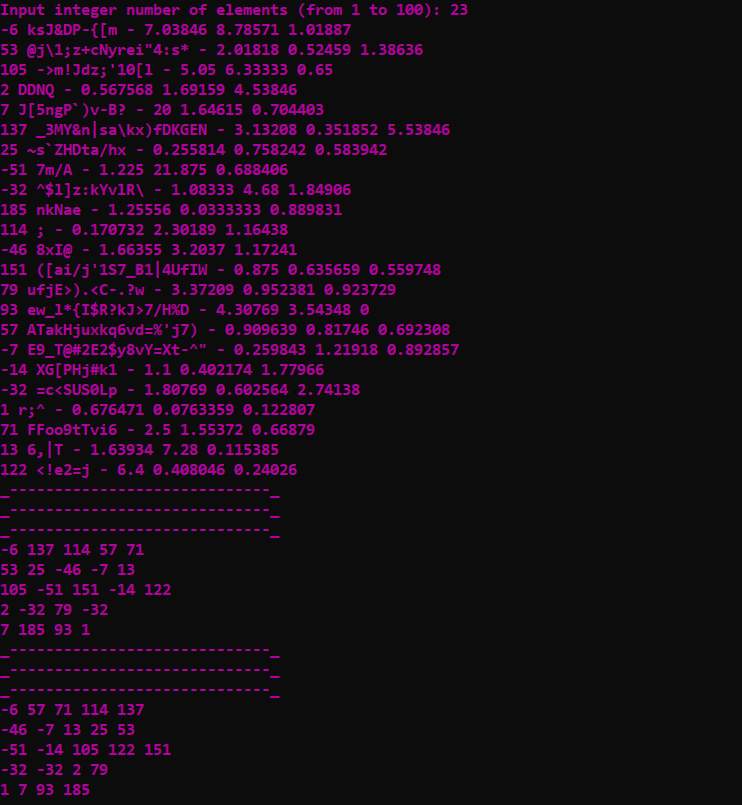 Input integer number of elements (from 1 to 100): 23
-6 ksJ&DP-{[m - 7.03846 8.78571 1.01887
53 @j\1;z+cNyrei"4:s* - 2.01818 0.52459 1.38636
105 ->m!Jdz;'10[l - 5.05 6.33333 0.65
2 DDNQ - 0.567568 1.69159 4.53846
7 J[5ngP`)v-B? - 20 1.64615 0.704403
137 _3MY&n|sa\kx)fDKGEN - 3.13208 0.351852 5.53846
25 ~s`ZHDta/hx - 0.255814 0.758242 0.583942
-51 7m/A - 1.225 21.875 0.688406
-32 ^$l]z:kYvlR\ - 1.08333 4.68 1.84906
185 nkNae - 1.25556 0.0333333 0.889831
114 ; - 0.170732 2.30189 1.16438
-46 8xI@ - 1.66355 3.2037 1.17241
151 ([ai/j'1S7_B1|4UfIW - 0.875 0.635659 0.559748
79 ufjE>).<C-.?w - 3.37209 0.952381 0.923729
93 ew_l*{I$R?kJ>7/H%D - 4.30769 3.54348 0
57 ATakHjuxkq6vd=%'j7) - 0.909639 0.81746 0.692308
-7 E9_T@#2E2$y8vY=Xt-^" - 0.259843 1.21918 0.892857
-14 XG[PHj#k1 - 1.1 0.402174 1.77966
-32 =c<SUS0Lp - 1.80769 0.602564 2.74138
1 r;^ - 0.676471 0.0763359 0.122807
71 FFoo9tTvi6 - 2.5 1.55372 0.66879
13 6,|T - 1.63934 7.28 0.115385
122 <!e2=j - 6.4 0.408046 0.24026
_-----------------------------_
_-----------------------------_
_-----------------------------_
-6 137 114 57 71
53 25 -46 -7 13
105 -51 151 -14 122
2 -32 79 -32
7 185 93 1
_-----------------------------_
_-----------------------------_
_-----------------------------_
-6 57 71 114 137
-46 -7 13 25 53
-51 -14 105 122 151
-32 -32 2 79
1 7 93 185